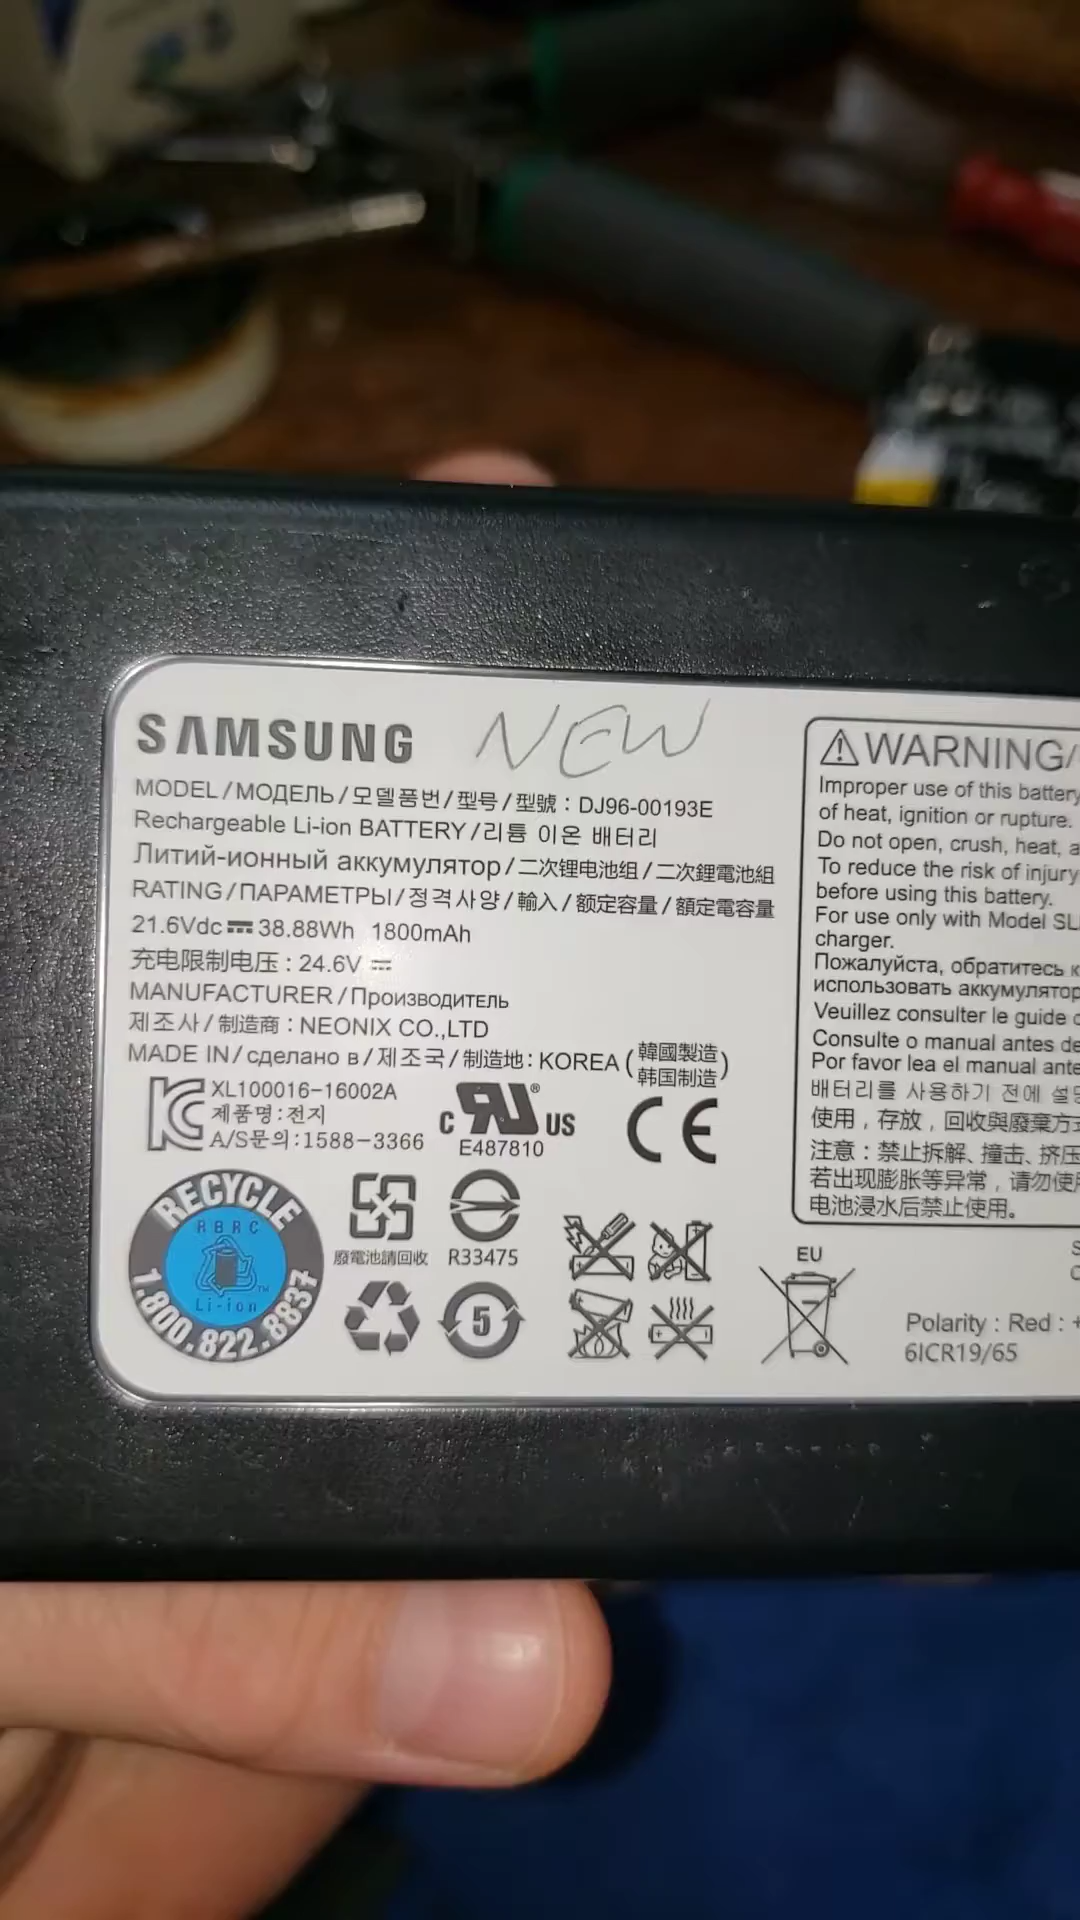 SAMSUNG NEW
MODEL/МОДЕЛЬ/모델품번/型号/型號 : DJ96-00193E
Rechargeable Li-ion BATTERY/리튬 이온 배터리
Литий-ионный аккумулятор/二次锂电池组/二次鋰電池組
RATING/ПАРАМЕТРЫ/정격사양/輸入/额定容量/額定電容量
21.6Vdc⎓38.88Wh 1800mAh
充电限制电压 : 24.6V ⎓
MANUFACTURER/Производитель
제조사/制造商 : NEONIX CO.,LTD
MADE IN/сделано в/제조국/制造地: KOREA (韓國製造 韩国制造)
XL100016-16002A
제품명:전지
A/S문의:1588-3366
c RU ® US
E487810
CE
RECYCLE
RBRC
Li-ion
TM
1.800.822.8837
廢電池請回收
R33475
5
EU
⚠WARNING/
Improper use of this battery
of heat, ignition or rupture.
Do not open, crush, heat, a
To reduce the risk of injury
before using this battery.
For use only with Model SL
charger.
Пожалуйста, обратитесь к
использовать аккумулятор
Veuillez consulter le guide
Consulte o manual antes de
Por favor lea el manual ante
배터리를 사용하기 전에 설명
使用，存放，回收與廢棄方式
注意：禁止拆解、撞击、挤压
若出现膨胀等异常，请勿使用
电池浸水后禁止使用。
Polarity : Red : +
6ICR19/65